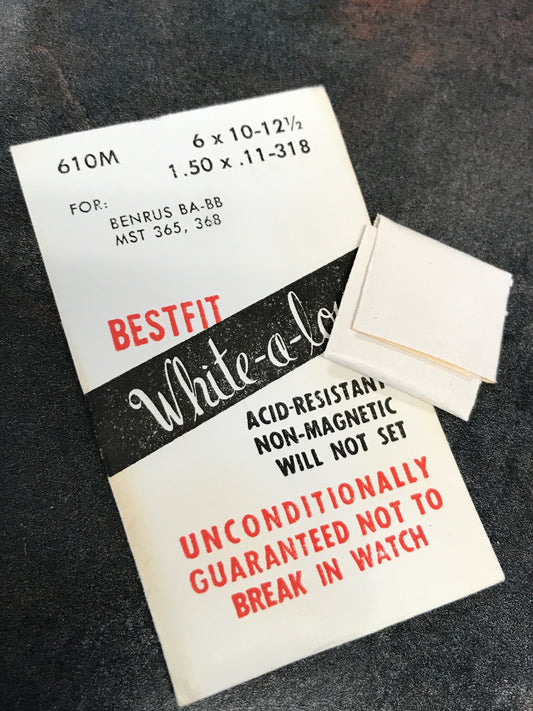 610M
6 x 10-12½
1.50 x .11-318
FOR:
BENRUS BA-BB
MST 365, 368
BESTFIT
White-a-
ACID-RESISTANT
NON-MAGNETIC
WILL NOT SET
UNCONDITIONALLY
GUARANTEED NOT TO
BREAK IN WATCH